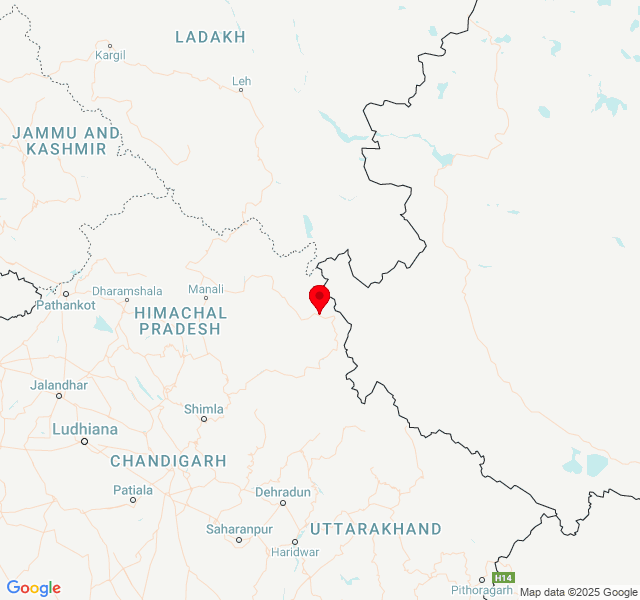 LADAKH
Kargil
Leh
JAMMU AND
KASHMIR
Manali
Dharamshala
Pathankot
HIMACHAL
PRADESH
Jalandhar
Shimla
Ludhiana
CHANDIGARH
Patiala
Dehradun
Saharanpur
UTTARAKHAND
Haridwar
H14
Pithoragarh
Google
Map data ©2025 Google